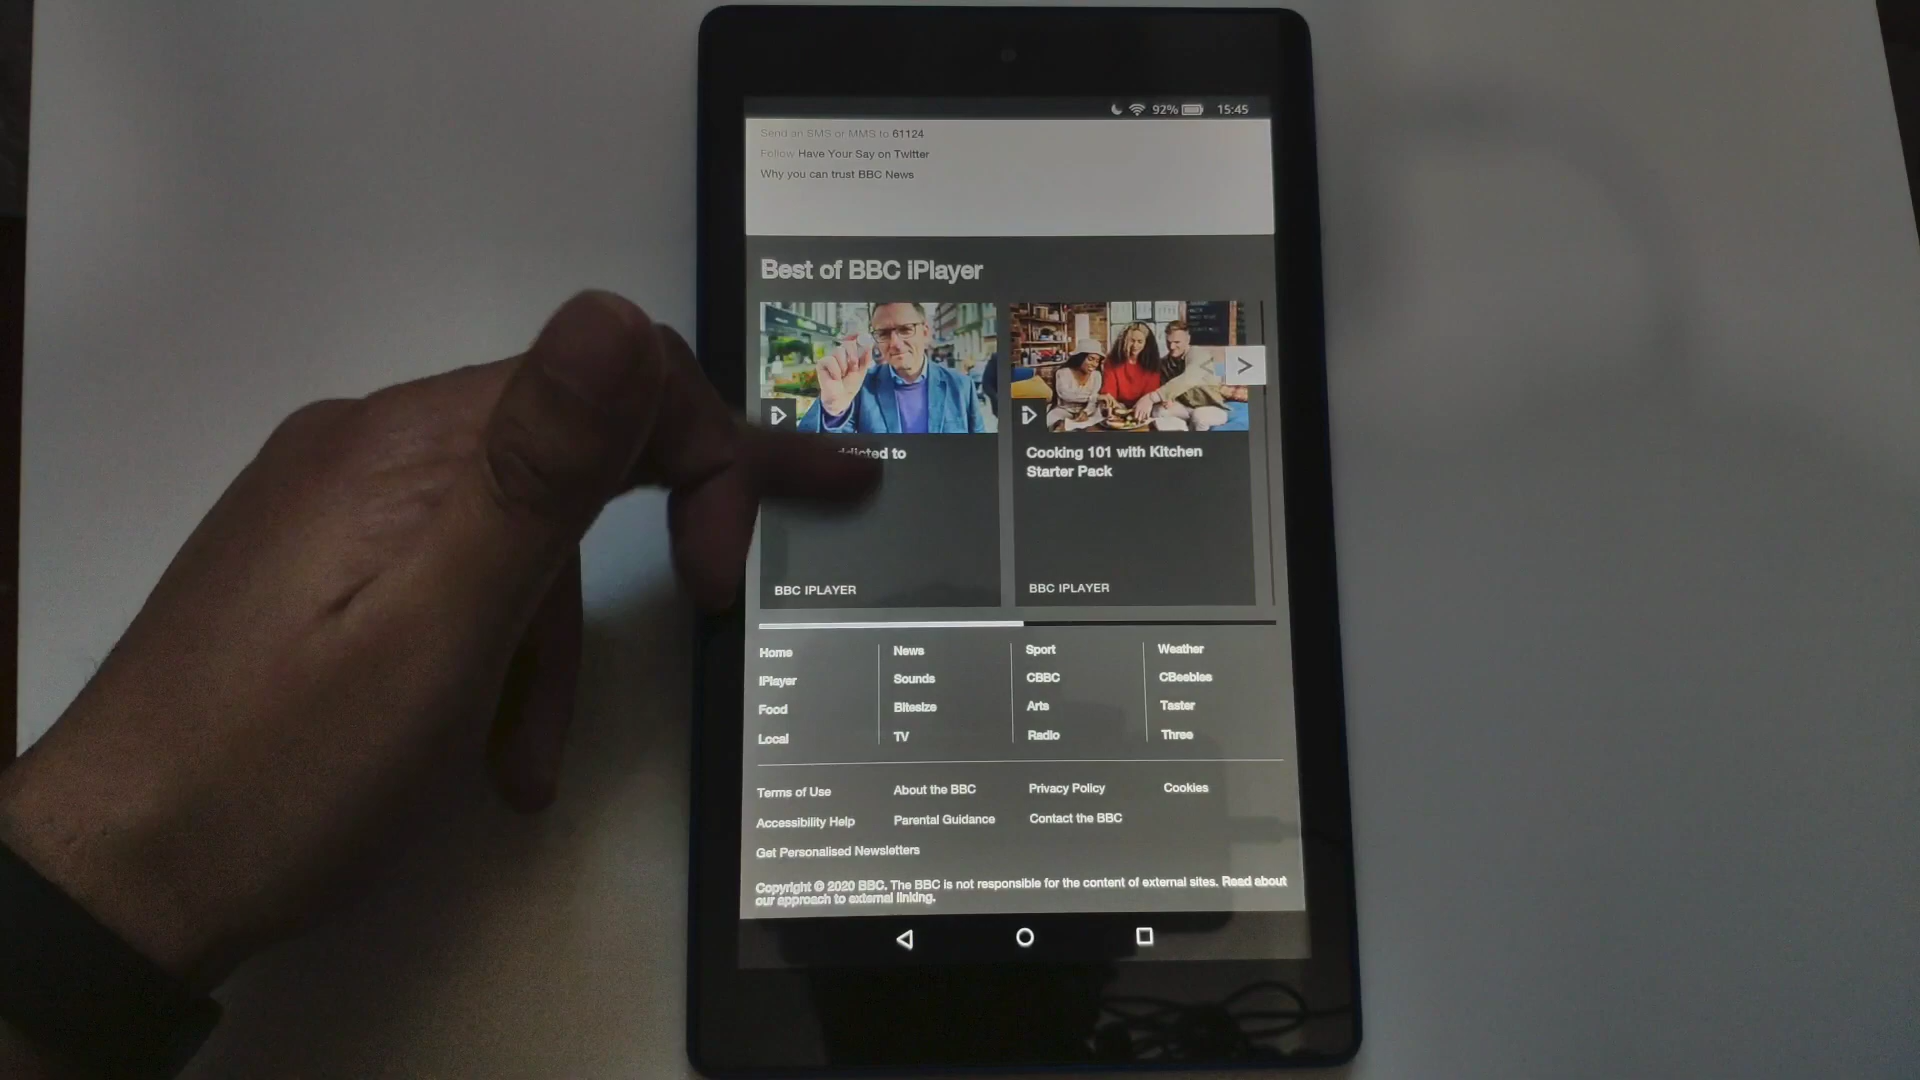 92% 15:45
Send an SMS or MMS to 61124
Follow Have Your Say on Twitter
Why you can trust BBC News
Best of BBC iPlayer
to
Cooking 101 with Kitchen
Starter Pack
BBC IPLAYER
BBC IPLAYER
Home News Sport Weather
iPlayer Sounds CBBC CBeebies
Food Bitesize Arts Taster
Local TV Radio Three
Terms of Use About the BBC Privacy Policy Cookies
Accessibility Help Parental Guidance Contact the BBC
Get Personalised Newsletters
Copyright © 2020 BBC. The BBC is not responsible for the content of external sites. Read about
our approach to external linking.